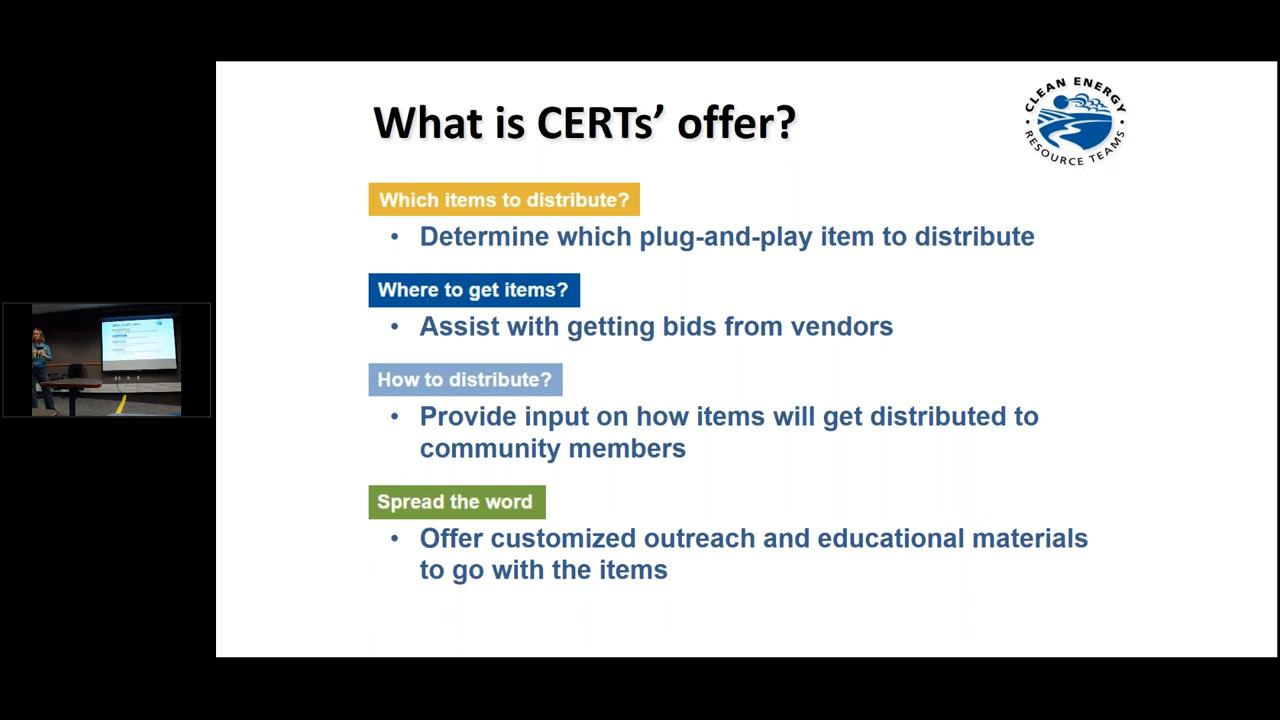 What is CERTs’ offer?
CLEAN ENERGY
RESOURCE TEAMS
Which items to distribute?
• Determine which plug-and-play item to distribute
Where to get items?
• Assist with getting bids from vendors
How to distribute?
• Provide input on how items will get distributed to
community members
Spread the word
• Offer customized outreach and educational materials
to go with the items